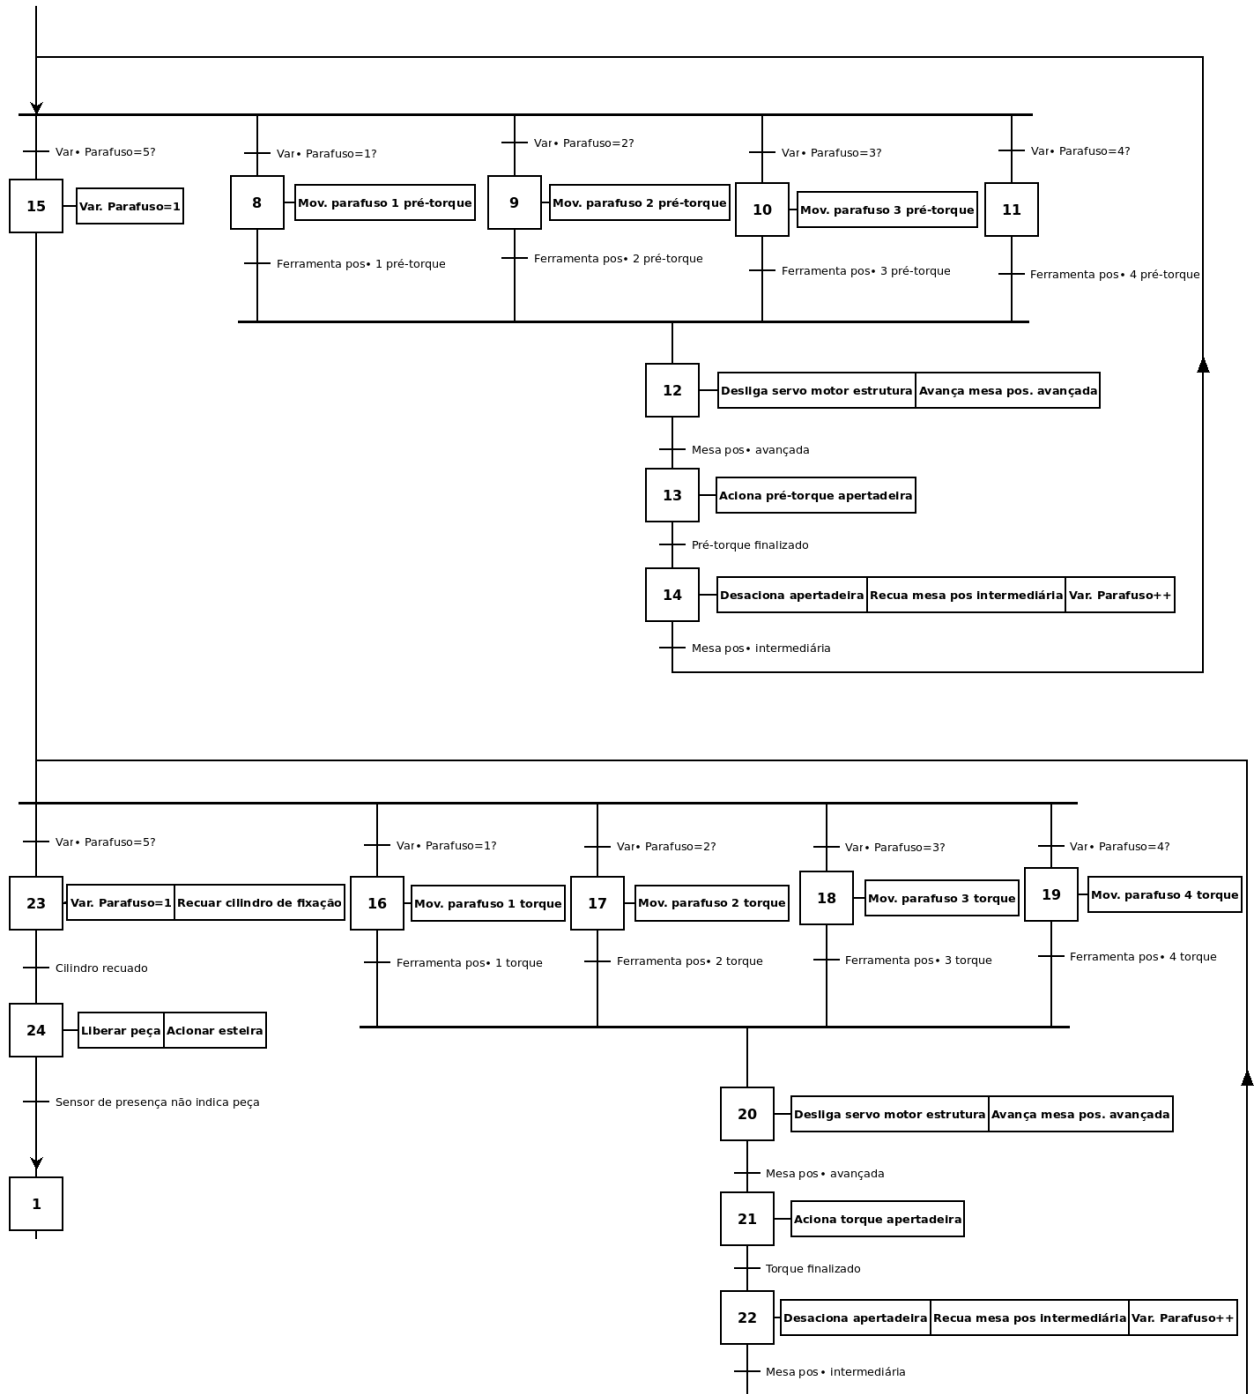 Var• Parafuso=5?
Var• Parafuso=1?
Var• Parafuso=2?
Var• Parafuso=3?
Var• Parafuso=4?
15
Var. Parafuso=1
8
Mov. parafuso 1 pré-torque
9
Mov. parafuso 2 pré-torque
10
Mov. parafuso 3 pré-torque
11
Ferramenta pos• 1 pré-torque
Ferramenta pos• 2 pré-torque
Ferramenta pos• 3 pré-torque
Ferramenta pos• 4 pré-torque
12
Desliga servo motor estrutura
Avança mesa pos. avançada
Mesa pos• avançada
13
Aciona pré-torque apertadeira
Pré-torque finalizado
14
Desaciona apertadeira
Recua mesa pos intermediária
Var. Parafuso++
Mesa pos• intermediária
Var• Parafuso=5?
Var• Parafuso=1?
Var• Parafuso=2?
Var• Parafuso=3?
Var• Parafuso=4?
23
Var. Parafuso=1
Recuar cilindro de fixação
16
Mov. parafuso 1 torque
17
Mov. parafuso 2 torque
18
Mov. parafuso 3 torque
19
Mov. parafuso 4 torque
Cilindro recuado
Ferramenta pos• 1 torque
Ferramenta pos• 2 torque
Ferramenta pos• 3 torque
Ferramenta pos• 4 torque
24
Liberar peça
Acionar esteira
Sensor de presença não indica peça
1
20
Desliga servo motor estrutura
Avança mesa pos. avançada
Mesa pos• avançada
21
Aciona torque apertadeira
Torque finalizado
22
Desaciona apertadeira
Recua mesa pos intermediária
Var. Parafuso++
Mesa pos• intermediária